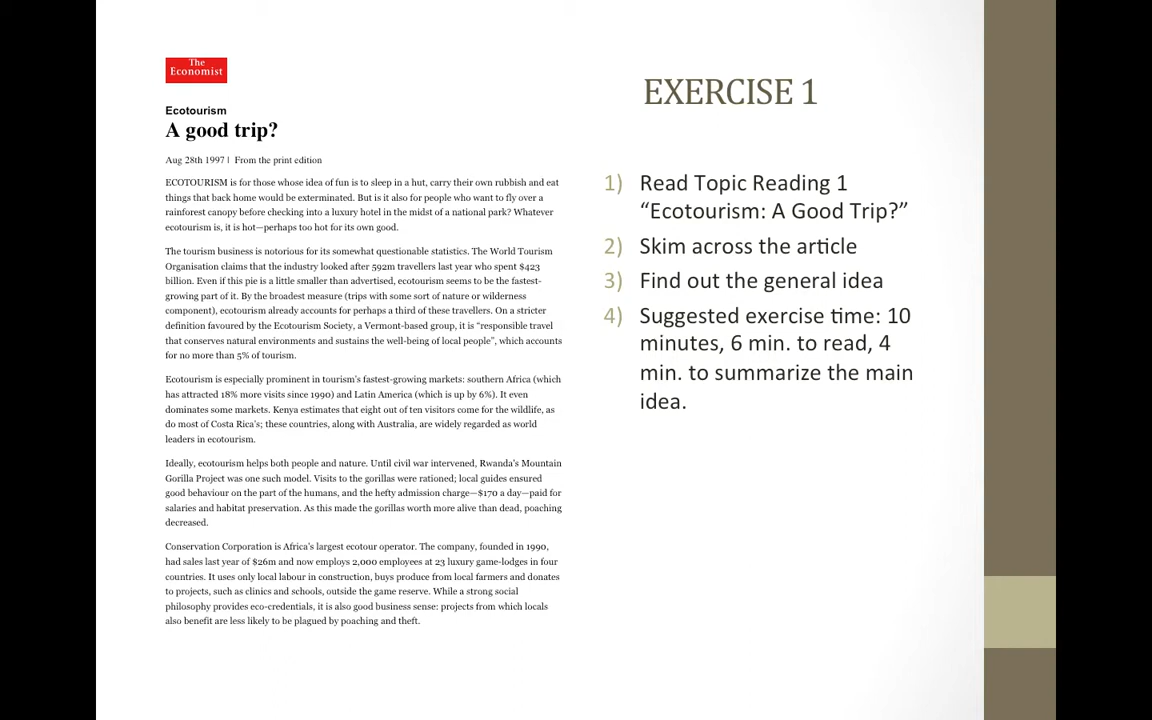 The
Economist
Ecotourism
A good trip?
Aug 28th 1997 | From the print edition
ECOTOURISM is for those whose idea of fun is to sleep in a hut, carry their own rubbish and eat
things that back home would be exterminated. But is it also for people who want to fly over a
rainforest canopy before checking into a luxury hotel in the midst of a national park? Whatever
ecotourism is, it is hot—perhaps too hot for its own good.
The tourism business is notorious for its somewhat questionable statistics. The World Tourism
Organisation claims that the industry looked after 592m travellers last year who spent $423
billion. Even if this pie is a little smaller than advertised, ecotourism seems to be the fastest-
growing part of it. By the broadest measure (trips with some sort of nature or wilderness
component), ecotourism already accounts for perhaps a third of these travellers. On a stricter
definition favoured by the Ecotourism Society, a Vermont-based group, it is “responsible travel
that conserves natural environments and sustains the well-being of local people”, which accounts
for no more than 5% of tourism.
Ecotourism is especially prominent in tourism’s fastest-growing markets: southern Africa (which
has attracted 18% more visits since 1990) and Latin America (which is up by 6%). It even
dominates some markets. Kenya estimates that eight out of ten visitors come for the wildlife, as
do most of Costa Rica’s; these countries, along with Australia, are widely regarded as world
leaders in ecotourism.
Ideally, ecotourism helps both people and nature. Until civil war intervened, Rwanda’s Mountain
Gorilla Project was one such model. Visits to the gorillas were rationed; local guides ensured
good behaviour on the part of the humans, and the hefty admission charge—$170 a day—paid for
salaries and habitat preservation. As this made the gorillas worth more alive than dead, poaching
decreased.
Conservation Corporation is Africa’s largest ecotour operator. The company, founded in 1990,
had sales last year of $26m and now employs 2,000 employees at 23 luxury game-lodges in four
countries. It uses only local labour in construction, buys produce from local farmers and donates
to projects, such as clinics and schools, outside the game reserve. While a strong social
philosophy provides eco-credentials, it is also good business sense: projects from which locals
also benefit are less likely to be plagued by poaching and theft.
EXERCISE 1
1) Read Topic Reading 1
“Ecotourism: A Good Trip?”
2) Skim across the article
3) Find out the general idea
4) Suggested exercise time: 10
minutes, 6 min. to read, 4
min. to summarize the main
idea.